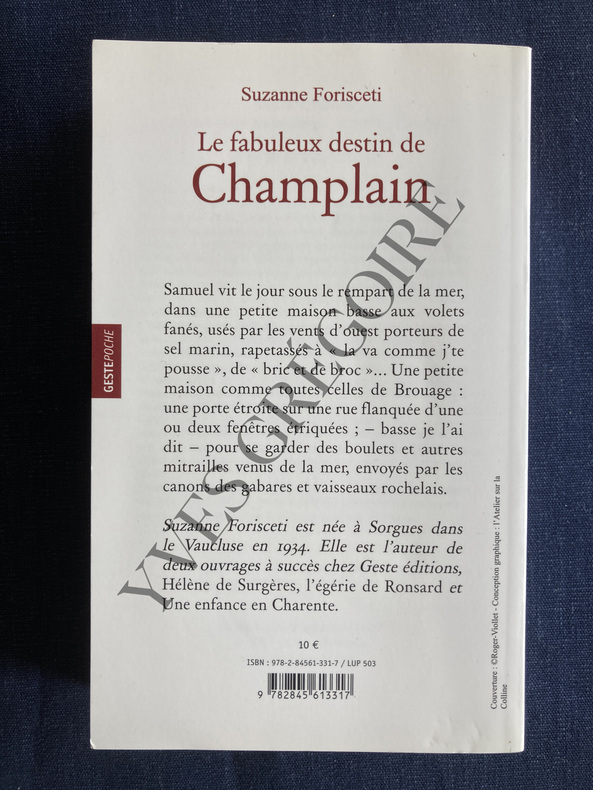 Suzanne Forisceti
Le fabuleux destin de
Champlain
Samuel vit le jour sous le rempart de la mer,
dans une petite maison basse aux volets
fanés, usés par les vents d'ouest porteurs de
sel marin, rapetassés à « la va comme j'te
pousse », de « bric et de broc »... Une petite
maison comme toutes celles de Brouage :
une porte étroite sur une rue flanquée d'une
ou deux fenêtres étriquées ; – basse je l'ai
dit – pour se garder des boulets et autres
mitrailles venus de la mer, envoyés par les
canons des gabares et vaisseaux rochelais.
Suzanne Forisceti est née à Sorgues dans
le Vaucluse en 1934. Elle est l'auteur de
deux ouvrages à succès chez Geste éditions,
Hélène de Surgères, l'égérie de Ronsard et
Une enfance en Charente.
10 €
ISBN : 978-2-84561-331-7 / LUP 503
9 782845 613317
GESTEPOCHE
Couverture : ©Roger-Viollet - Conception graphique : l'Atelier sur la
Colline
YVES GRÉGOIRE